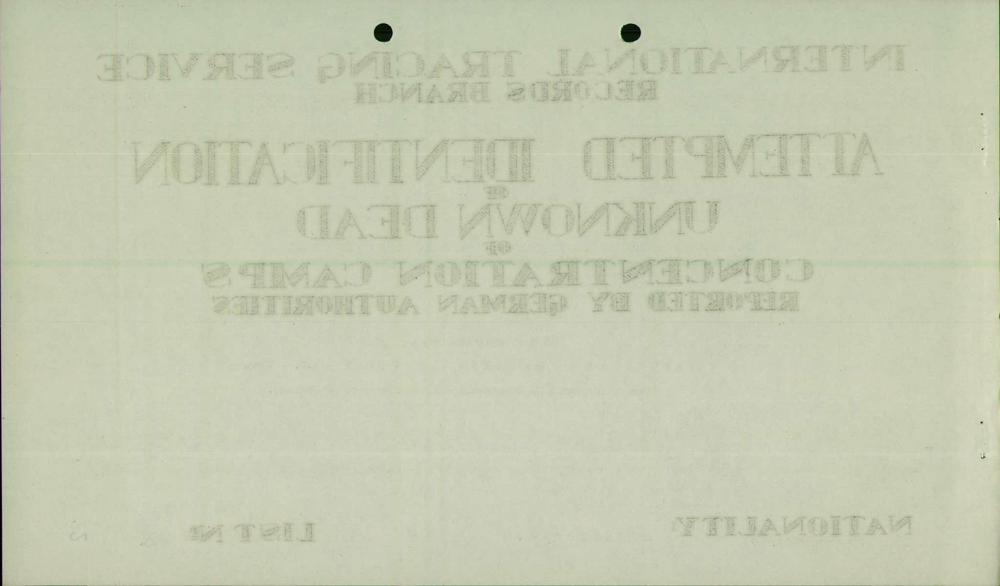 INTERNATIONAL TRACING SERVICE
RECORDS BRANCH
ATTEMPTED IDENTIFICATION
OF
UNKNOWN DEAD
OF
CONCENTRATION CAMPS
REPORTED BY GERMAN AUTHORITIES
NATIONALITY LIST Nº